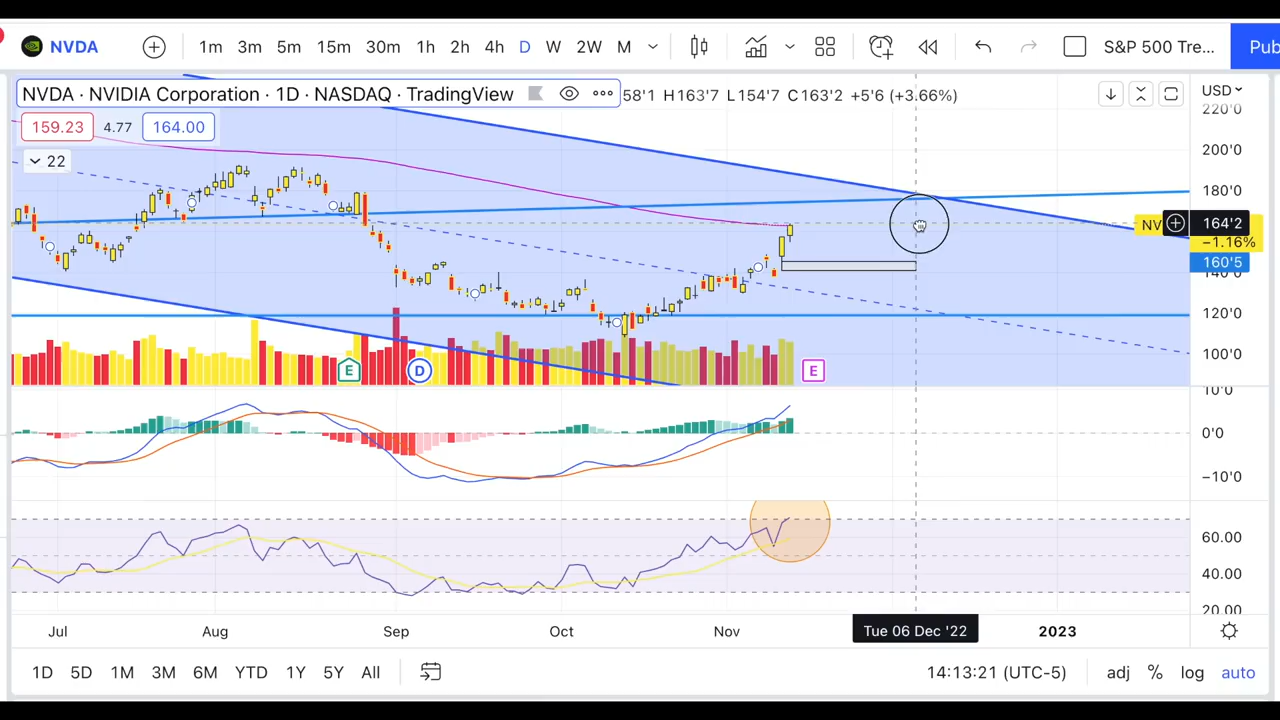 NVDA 1m 3m 5m 15m 30m 1h 2h 4h D W 2W M S&P 500 Tre... Pub
NVDA · NVIDIA Corporation · 1D · NASDAQ · TradingView 58'1 H163'7 L154'7 C163'2 +5'6 (+3.66%) USD
220'0
159.23 4.77 164.00
200'0
22
180'0
NV 164'2
−1.16%
160'5
140'0
120'0
100'0
E D E
10'0
0'0
−10'0
60.00
40.00
20.00
Jul Aug Sep Oct Nov Tue 06 Dec '22 2023
1D 5D 1M 3M 6M YTD 1Y 5Y All 14:13:21 (UTC-5) adj % log auto